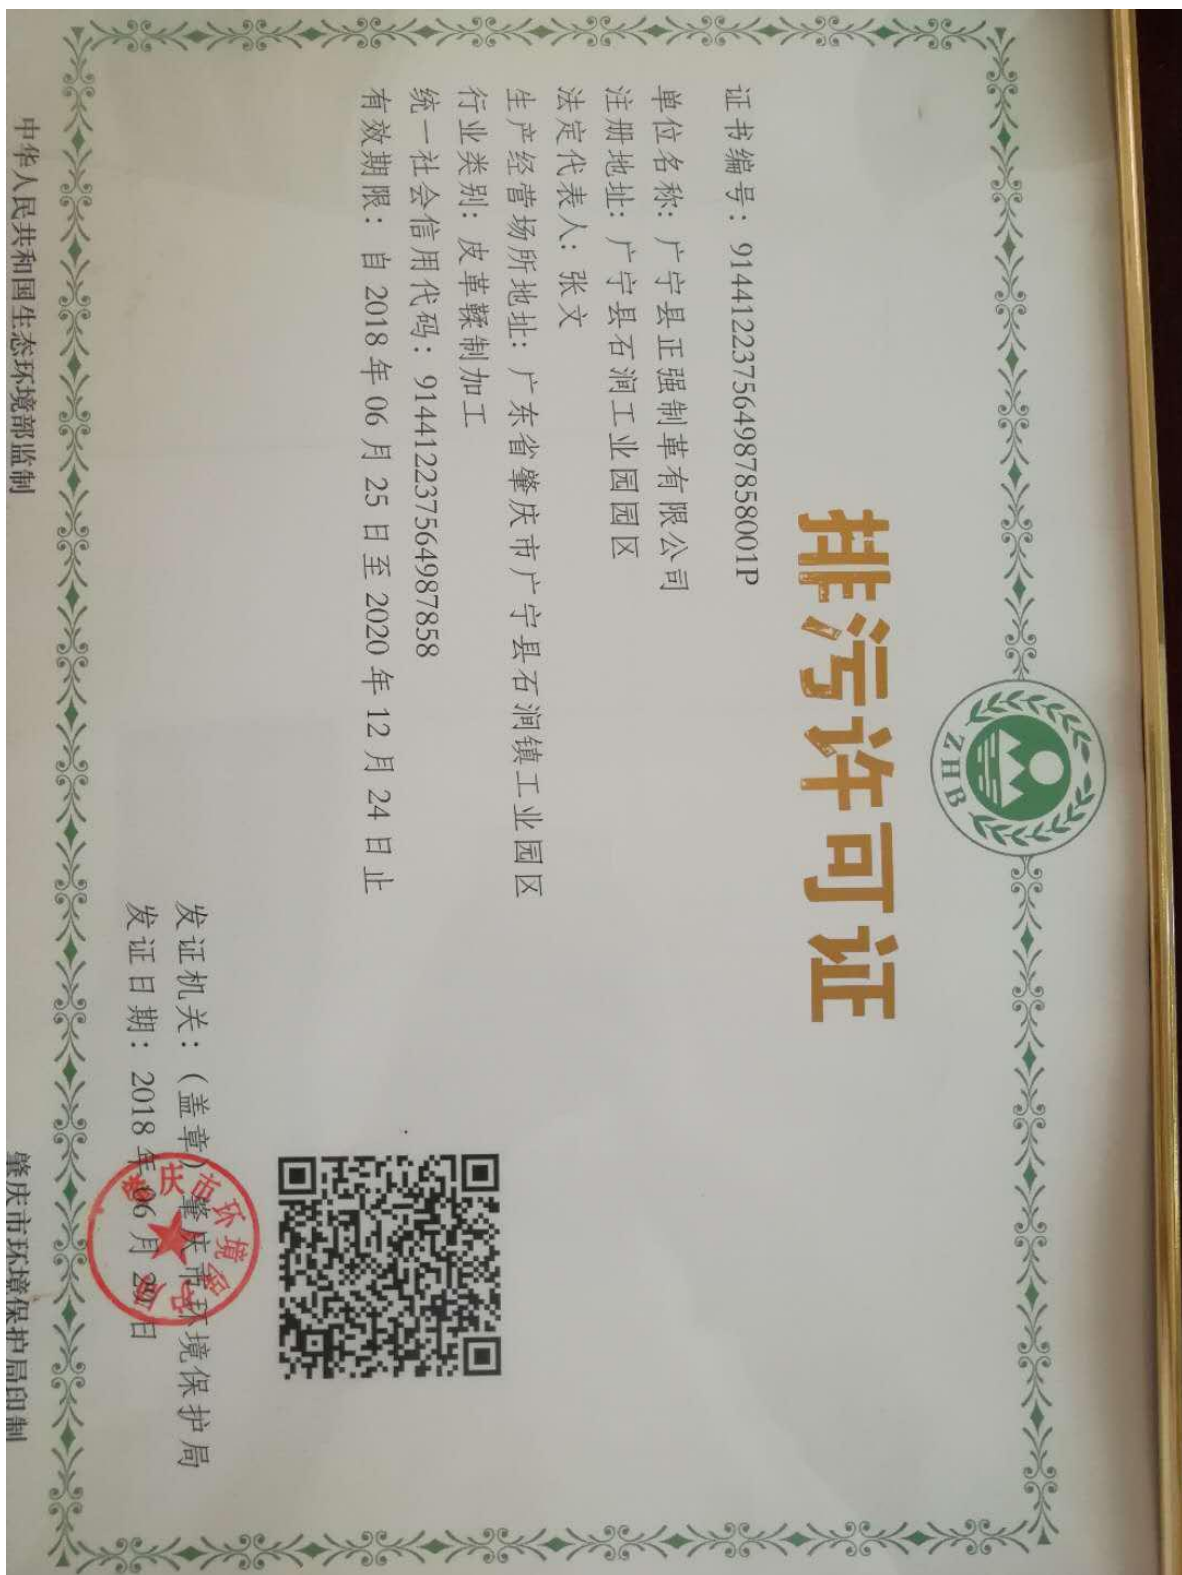 ZHB
排污许可证
证书编号：914412237564987858001P
单位名称：广宁县正强制革有限公司
注册地址：广宁县石涧工业园园区
法定代表人：张文
生产经营场所地址：广东省肇庆市广宁县石涧镇工业园区
行业类别：皮革鞣制加工
统一社会信用代码：914412237564987858
有效期限：自2018年06月25日至2020年12月24日止
发证机关：（盖章）肇庆市环境保护局
发证日期：2018年06月 日
中华人民共和国生态环境部监制
肇庆市环境保护局印制